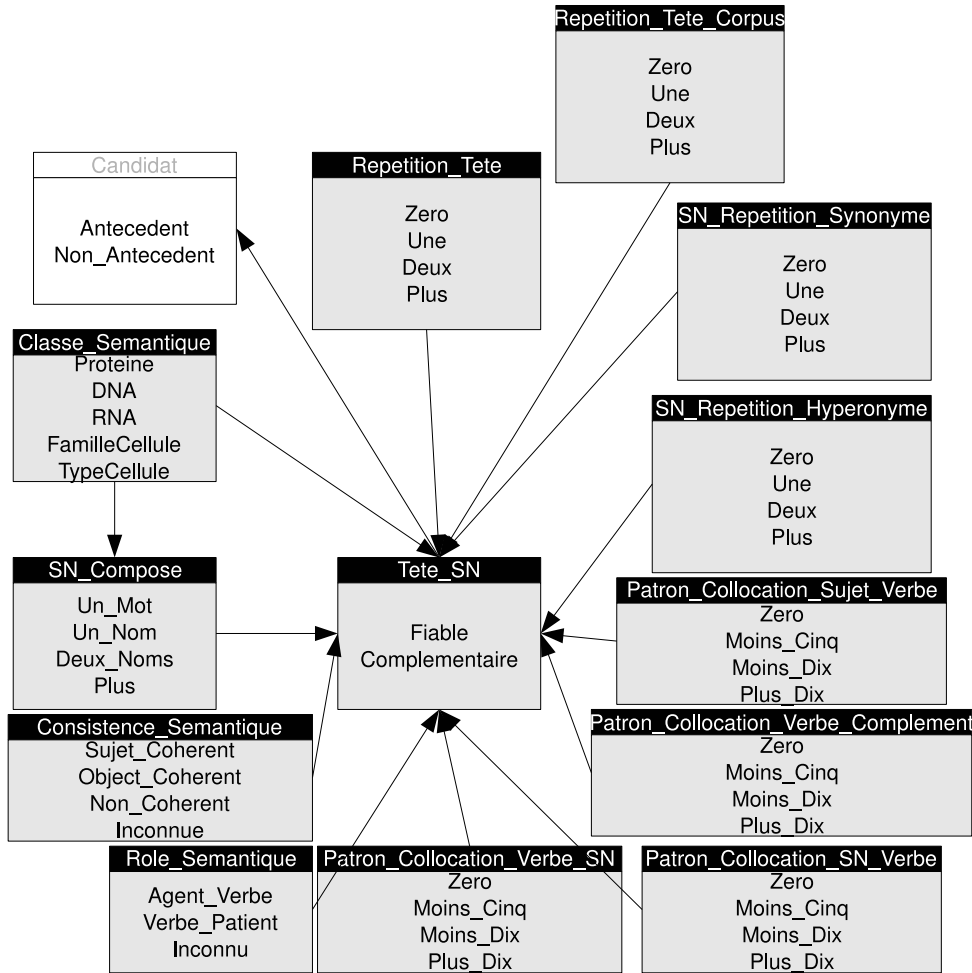 Repetition_Tete_Corpus
Zero
Une
Deux
Plus
Candidat
Antecedent
Non_Antecedent
Repetition_Tete
Zero
Une
Deux
Plus
SN_Repetition_Synonyme
Zero
Une
Deux
Plus
Classe_Semantique
Proteine
DNA
RNA
FamilleCellule
TypeCellule
SN_Repetition_Hyperonyme
Zero
Une
Deux
Plus
SN_Compose
Un_Mot
Un_Nom
Deux_Noms
Plus
Tete_SN
Fiable
Complementaire
Patron_Collocation_Sujet_Verbe
Zero
Moins_Cinq
Moins_Dix
Plus_Dix
Consistence_Semantique
Sujet_Coherent
Object_Coherent
Non_Coherent
Inconnue
Patron_Collocation_Verbe_Complement
Zero
Moins_Cinq
Moins_Dix
Plus_Dix
Role_Semantique
Agent_Verbe
Verbe_Patient
Inconnu
Patron_Collocation_Verbe_SN
Zero
Moins_Cinq
Moins_Dix
Plus_Dix
Patron_Collocation_SN_Verbe
Zero
Moins_Cinq
Moins_Dix
Plus_Dix